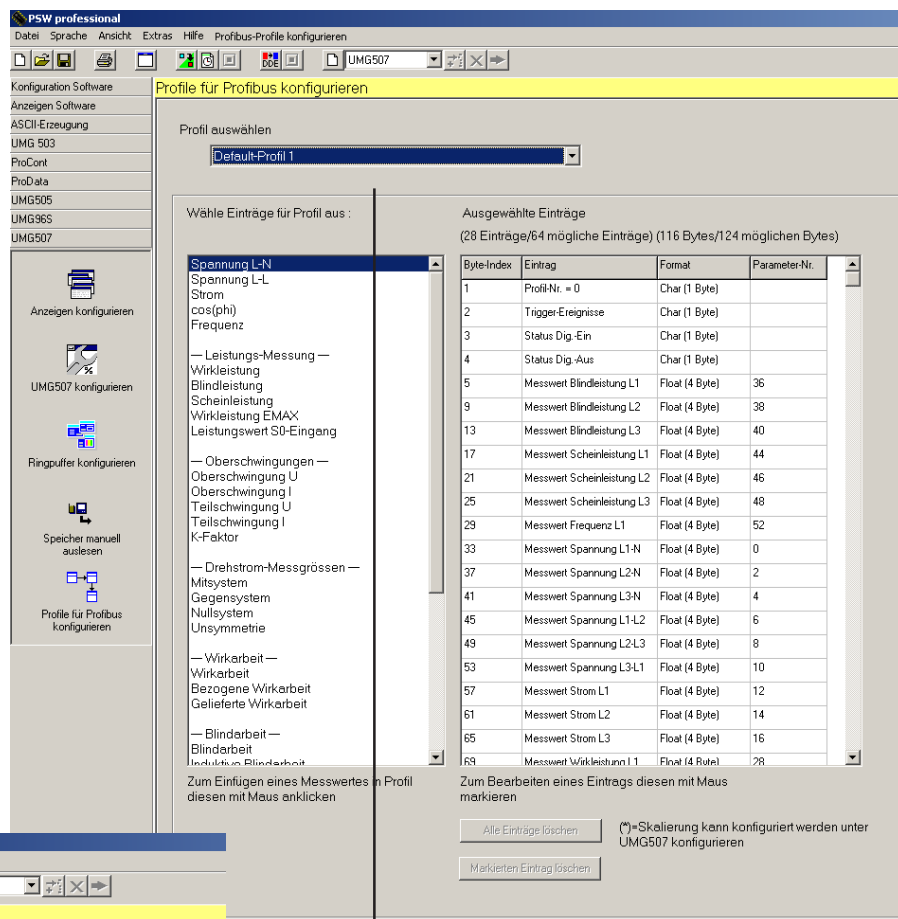 PSW professional
Datei Sprache Ansicht Extras Hilfe Profibus-Profile konfigurieren
DDE UMG507
Konfiguration Software
Anzeigen Software
ASCII-Erzeugung
UMG 503
ProCont
ProData
UMG505
UMG96S
UMG507
Anzeigen konfigurieren
UMG507 konfigurieren
Ringpuffer konfigurieren
Speicher manuell
auslesen
Profile für Profibus
konfigurieren
Profile für Profibus konfigurieren
Profil auswählen
Default-Profil 1
Wähle Einträge für Profil aus :
Spannung L-N
Spannung L-L
Strom
cos(phi)
Frequenz
— Leistungs-Messung —
Wirkleistung
Blindleistung
Scheinleistung
Wirkleistung EMAX
Leistungswert S0-Eingang
— Oberschwingungen —
Oberschwingung U
Oberschwingung I
Teilschwingung U
Teilschwingung I
K-Faktor
— Drehstrom-Messgrössen —
Mitsystem
Gegensystem
Nullsystem
Unsymmetrie
— Wirkarbeit —
Wirkarbeit
Bezogene Wirkarbeit
Gelieferte Wirkarbeit
— Blindarbeit —
Blindarbeit
Induktive Blindarbeit
Zum Einfügen eines Messwertes in Profil
diesen mit Maus anklicken
Ausgewählte Einträge
(28 Einträge/64 mögliche Einträge) (116 Bytes/124 möglichen Bytes)
Byte-Index Eintrag Format Parameter-Nr.
1 Profil-Nr. = 0 Char (1 Byte)
2 Trigger-Ereignisse Char (1 Byte)
3 Status Dig.-Ein Char (1 Byte)
4 Status Dig.-Aus Char (1 Byte)
5 Messwert Blindleistung L1 Float (4 Byte) 36
9 Messwert Blindleistung L2 Float (4 Byte) 38
13 Messwert Blindleistung L3 Float (4 Byte) 40
17 Messwert Scheinleistung L1 Float (4 Byte) 44
21 Messwert Scheinleistung L2 Float (4 Byte) 46
25 Messwert Scheinleistung L3 Float (4 Byte) 48
29 Messwert Frequenz L1 Float (4 Byte) 52
33 Messwert Spannung L1-N Float (4 Byte) 0
37 Messwert Spannung L2-N Float (4 Byte) 2
41 Messwert Spannung L3-N Float (4 Byte) 4
45 Messwert Spannung L1-L2 Float (4 Byte) 6
49 Messwert Spannung L2-L3 Float (4 Byte) 8
53 Messwert Spannung L3-L1 Float (4 Byte) 10
57 Messwert Strom L1 Float (4 Byte) 12
61 Messwert Strom L2 Float (4 Byte) 14
65 Messwert Strom L3 Float (4 Byte) 16
69 Messwert Wirkleistung L1 Float (4 Byte) 28
Zum Bearbeiten eines Eintrags diesen mit Maus
markieren
Alle Einträge löschen
Markierten Eintrag löschen
(*)=Skalierung kann konfiguriert werden unter
UMG507 konfigurieren